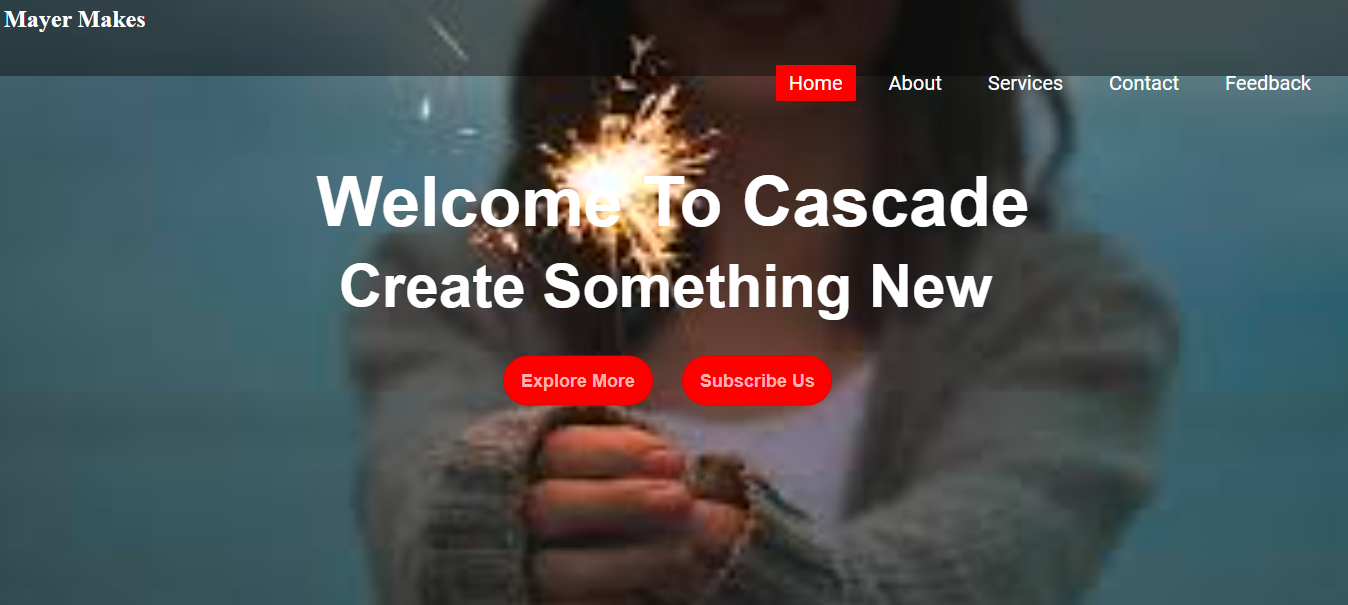 Mayer Makes
Home About Services Contact Feedback
Welcome To Cascade
Create Something New
Explore More Subscribe Us